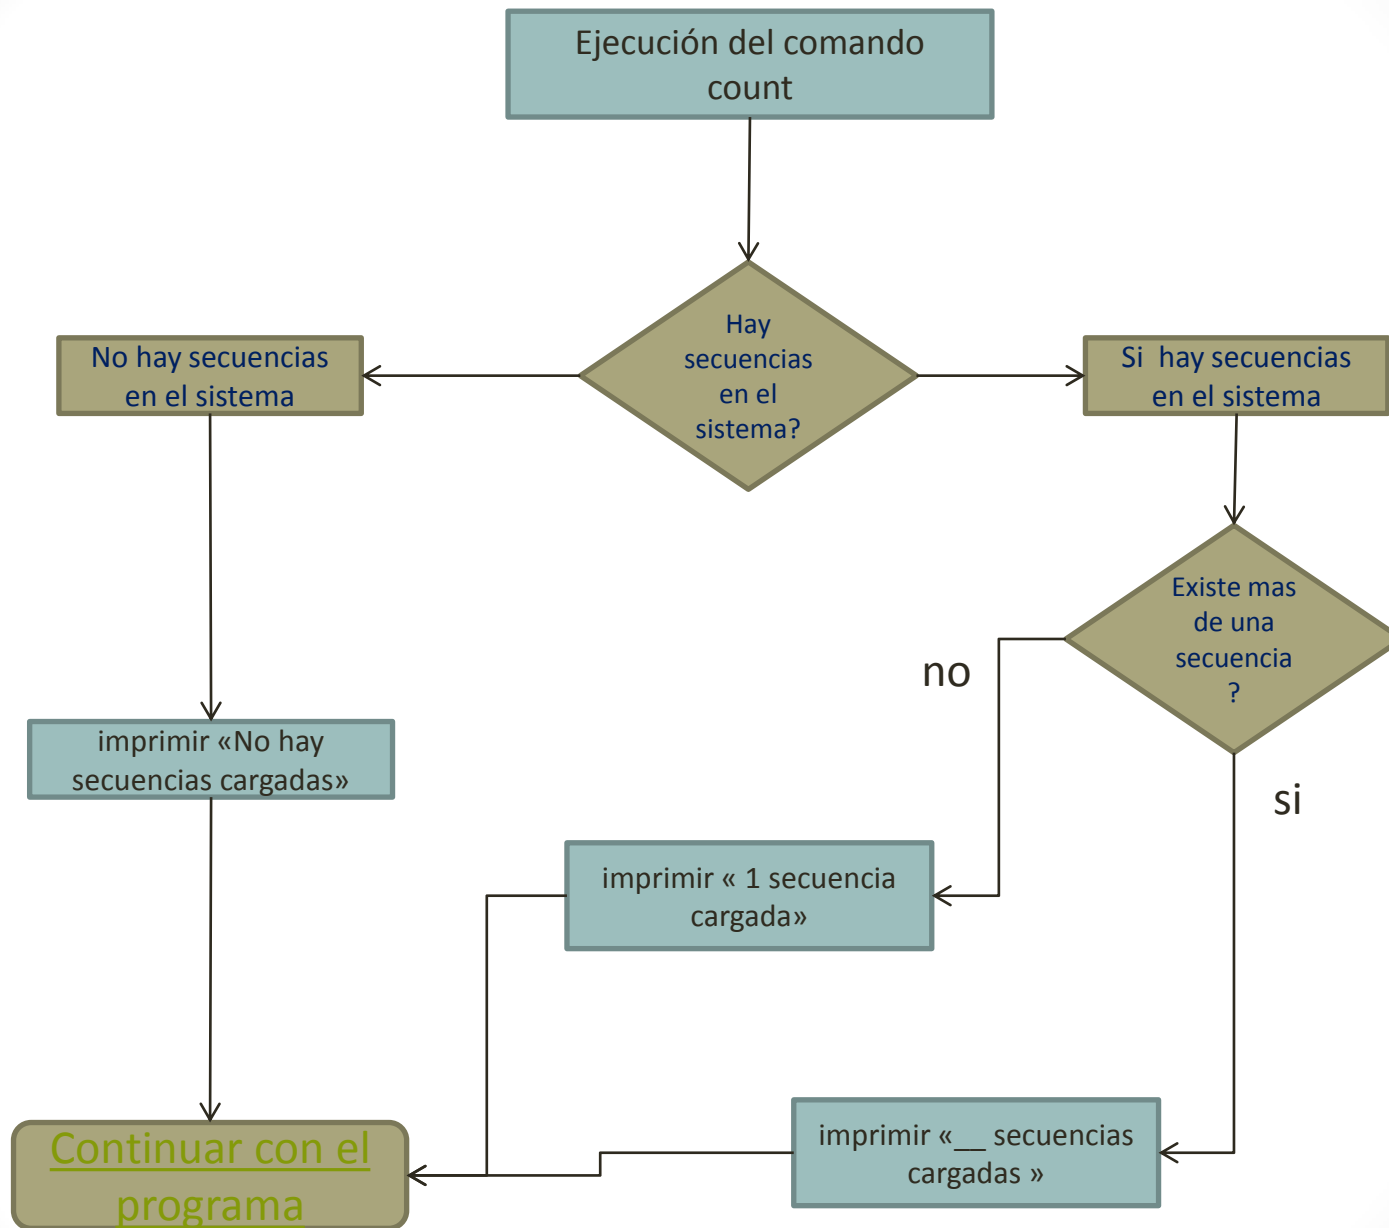 Ejecución del comando
count
Hay
secuencias
en el
sistema?
No hay secuencias
en el sistema
Si  hay secuencias
en el sistema
Existe mas
de una
secuencia
?
no
si
imprimir «No hay
secuencias cargadas»
imprimir « 1 secuencia
cargada»
imprimir «__ secuencias
cargadas »
Continuar con el
programa